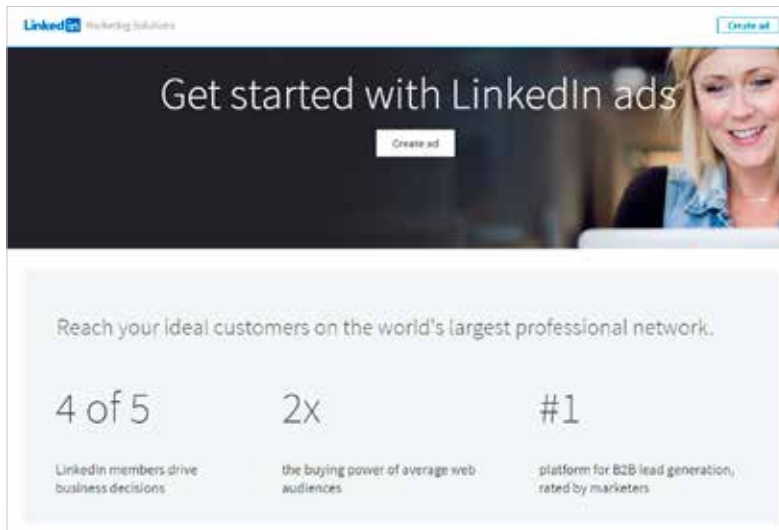 Linked in Marketing Solutions
Create ad
Get started with LinkedIn ads
Create ad
Reach your ideal customers on the world's largest professional network.
4 of 5
LinkedIn members drive
business decisions
2x
the buying power of average web
audiences
#1
platform for B2B lead generation,
rated by marketers